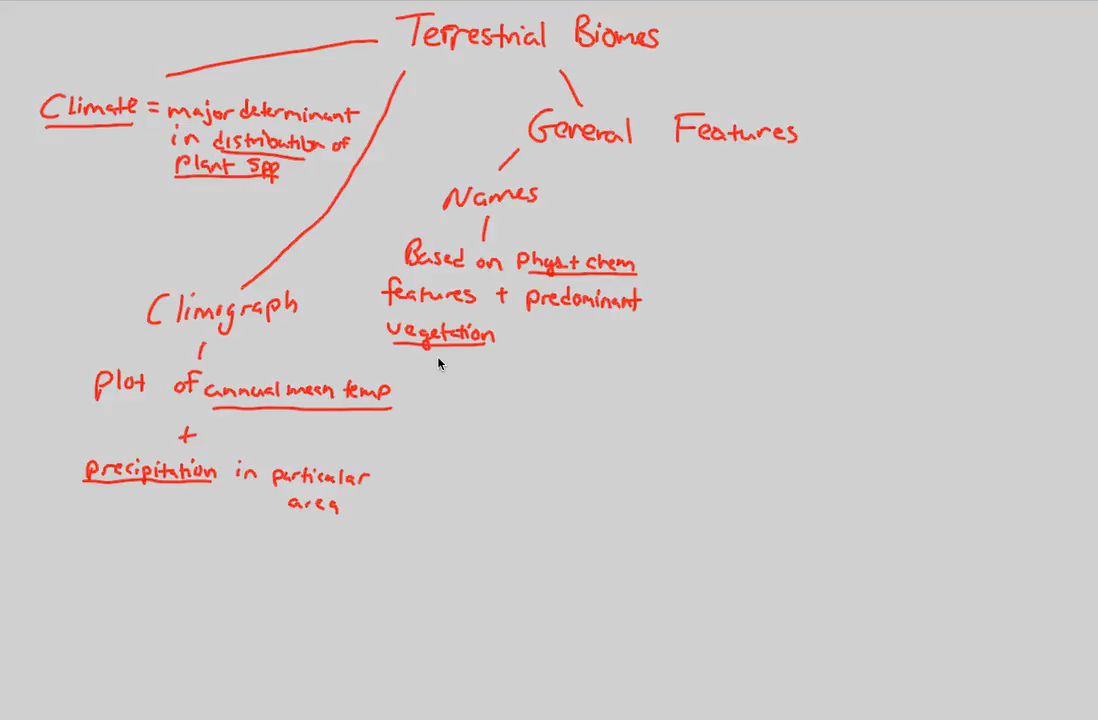 Terrestrial Biomes
Climate = major determinant
in distribution of
plant spp
General Features
Names
Based on phys + chem
features + predominant
vegetation
Climograph
plot of annual mean temp
+
precipitation in particular
area